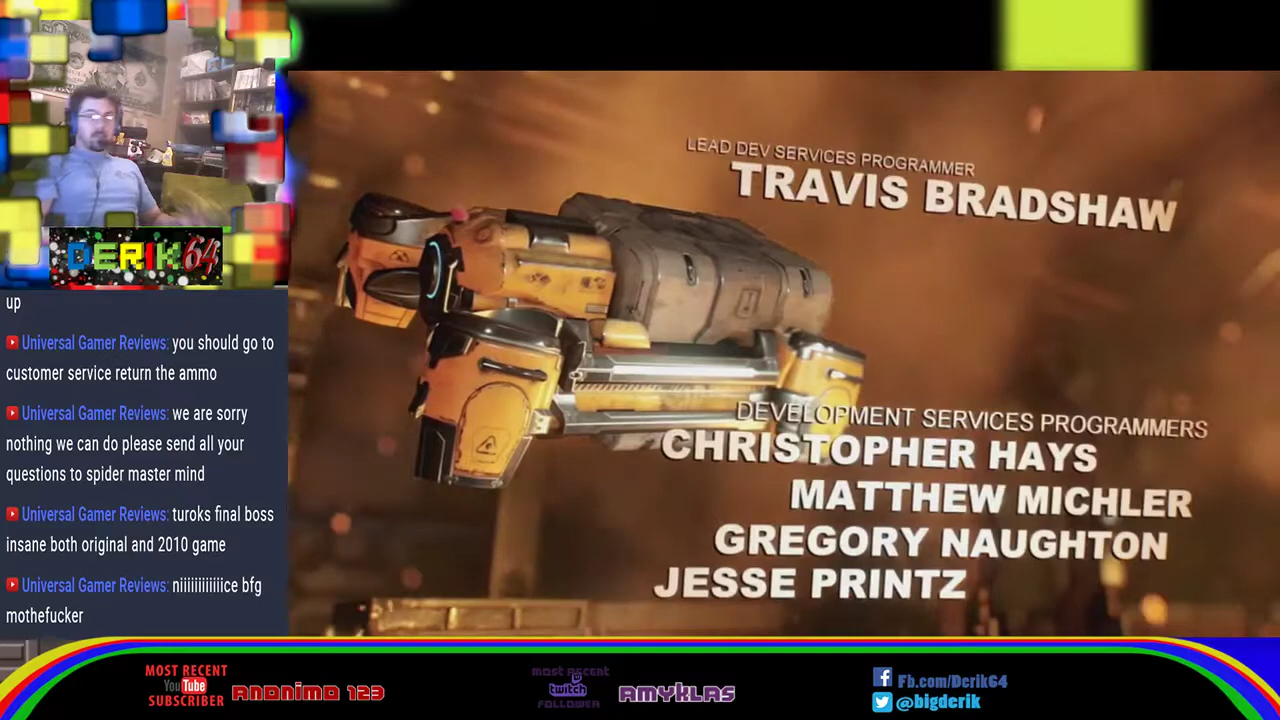 DERIK64
up
Universal Gamer Reviews: you should go to
customer service return the ammo
Universal Gamer Reviews: we are sorry
nothing we can do please send all your
questions to spider master mind
Universal Gamer Reviews: turoks final boss
insane both original and 2010 game
Universal Gamer Reviews: niiiiiiiiiiiice bfg
mothefucker
LEAD DEV SERVICES PROGRAMMER
TRAVIS BRADSHAW
DEVELOPMENT SERVICES PROGRAMMERS
CHRISTOPHER HAYS
MATTHEW MICHLER
GREGORY NAUGHTON
JESSE PRINTZ
MOST RECENT
YouTube
SUBSCRIBER
ANONIMO 123
MOST RECENT
twitch
FOLLOWER
AMYKLAS
Fb.com/Derik64
@bigderik